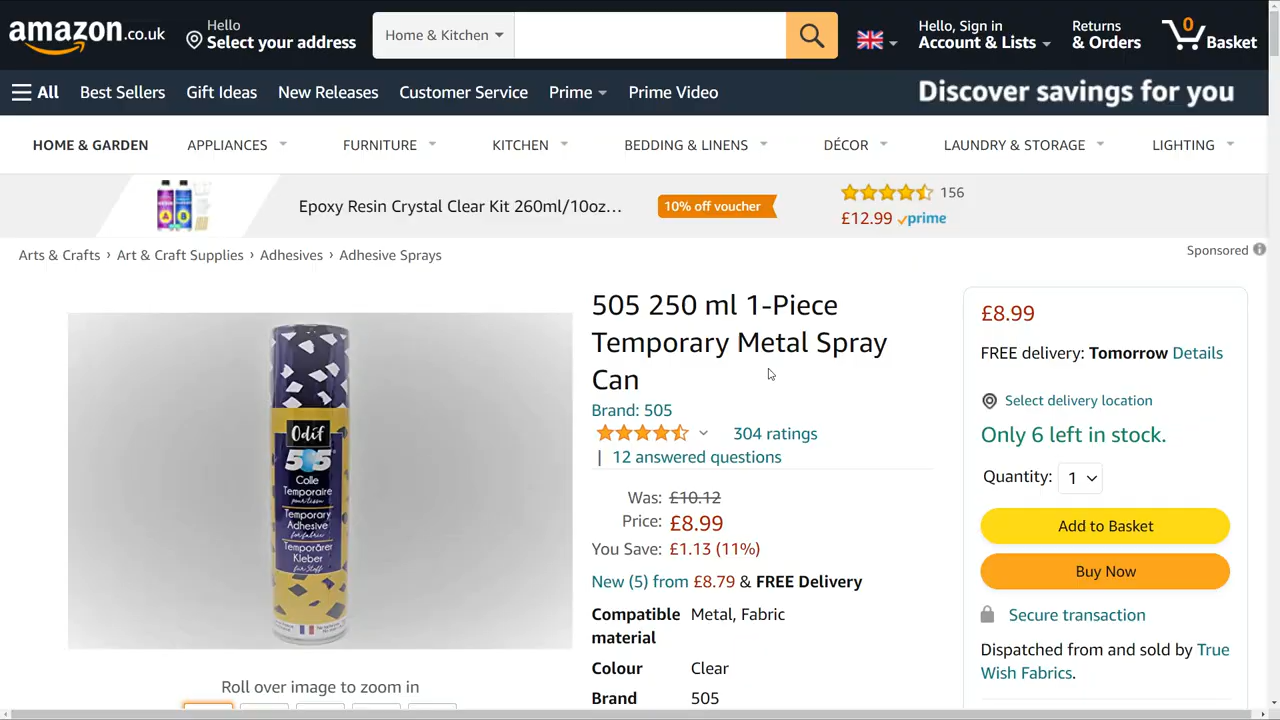 amazon.co.uk
Hello
Select your address
Home & Kitchen
Hello, Sign in
Account & Lists
Returns
& Orders
0
Basket
All
Best Sellers
Gift Ideas
New Releases
Customer Service
Prime
Prime Video
Discover savings for you
HOME & GARDEN
APPLIANCES
FURNITURE
KITCHEN
BEDDING & LINENS
DÉCOR
LAUNDRY & STORAGE
LIGHTING
Epoxy Resin Crystal Clear Kit 260ml/10oz…
10% off voucher
156
£12.99 prime
Arts & Crafts › Art & Craft Supplies › Adhesives › Adhesive Sprays
Sponsored
Odif
505
Colle
Temporaire
pour tissu
Temporary
Adhesive
for fabric
Temporärer
Kleber
für Stoff
Roll over image to zoom in
505 250 ml 1-Piece
Temporary Metal Spray
Can
Brand: 505
304 ratings
| 12 answered questions
Was: £10.12
Price: £8.99
You Save: £1.13 (11%)
New (5) from £8.79 & FREE Delivery
Compatible Metal, Fabric
material
Colour Clear
Brand 505
£8.99
FREE delivery: Tomorrow Details
Select delivery location
Only 6 left in stock.
Quantity: 1
Add to Basket
Buy Now
Secure transaction
Dispatched from and sold by True
Wish Fabrics.